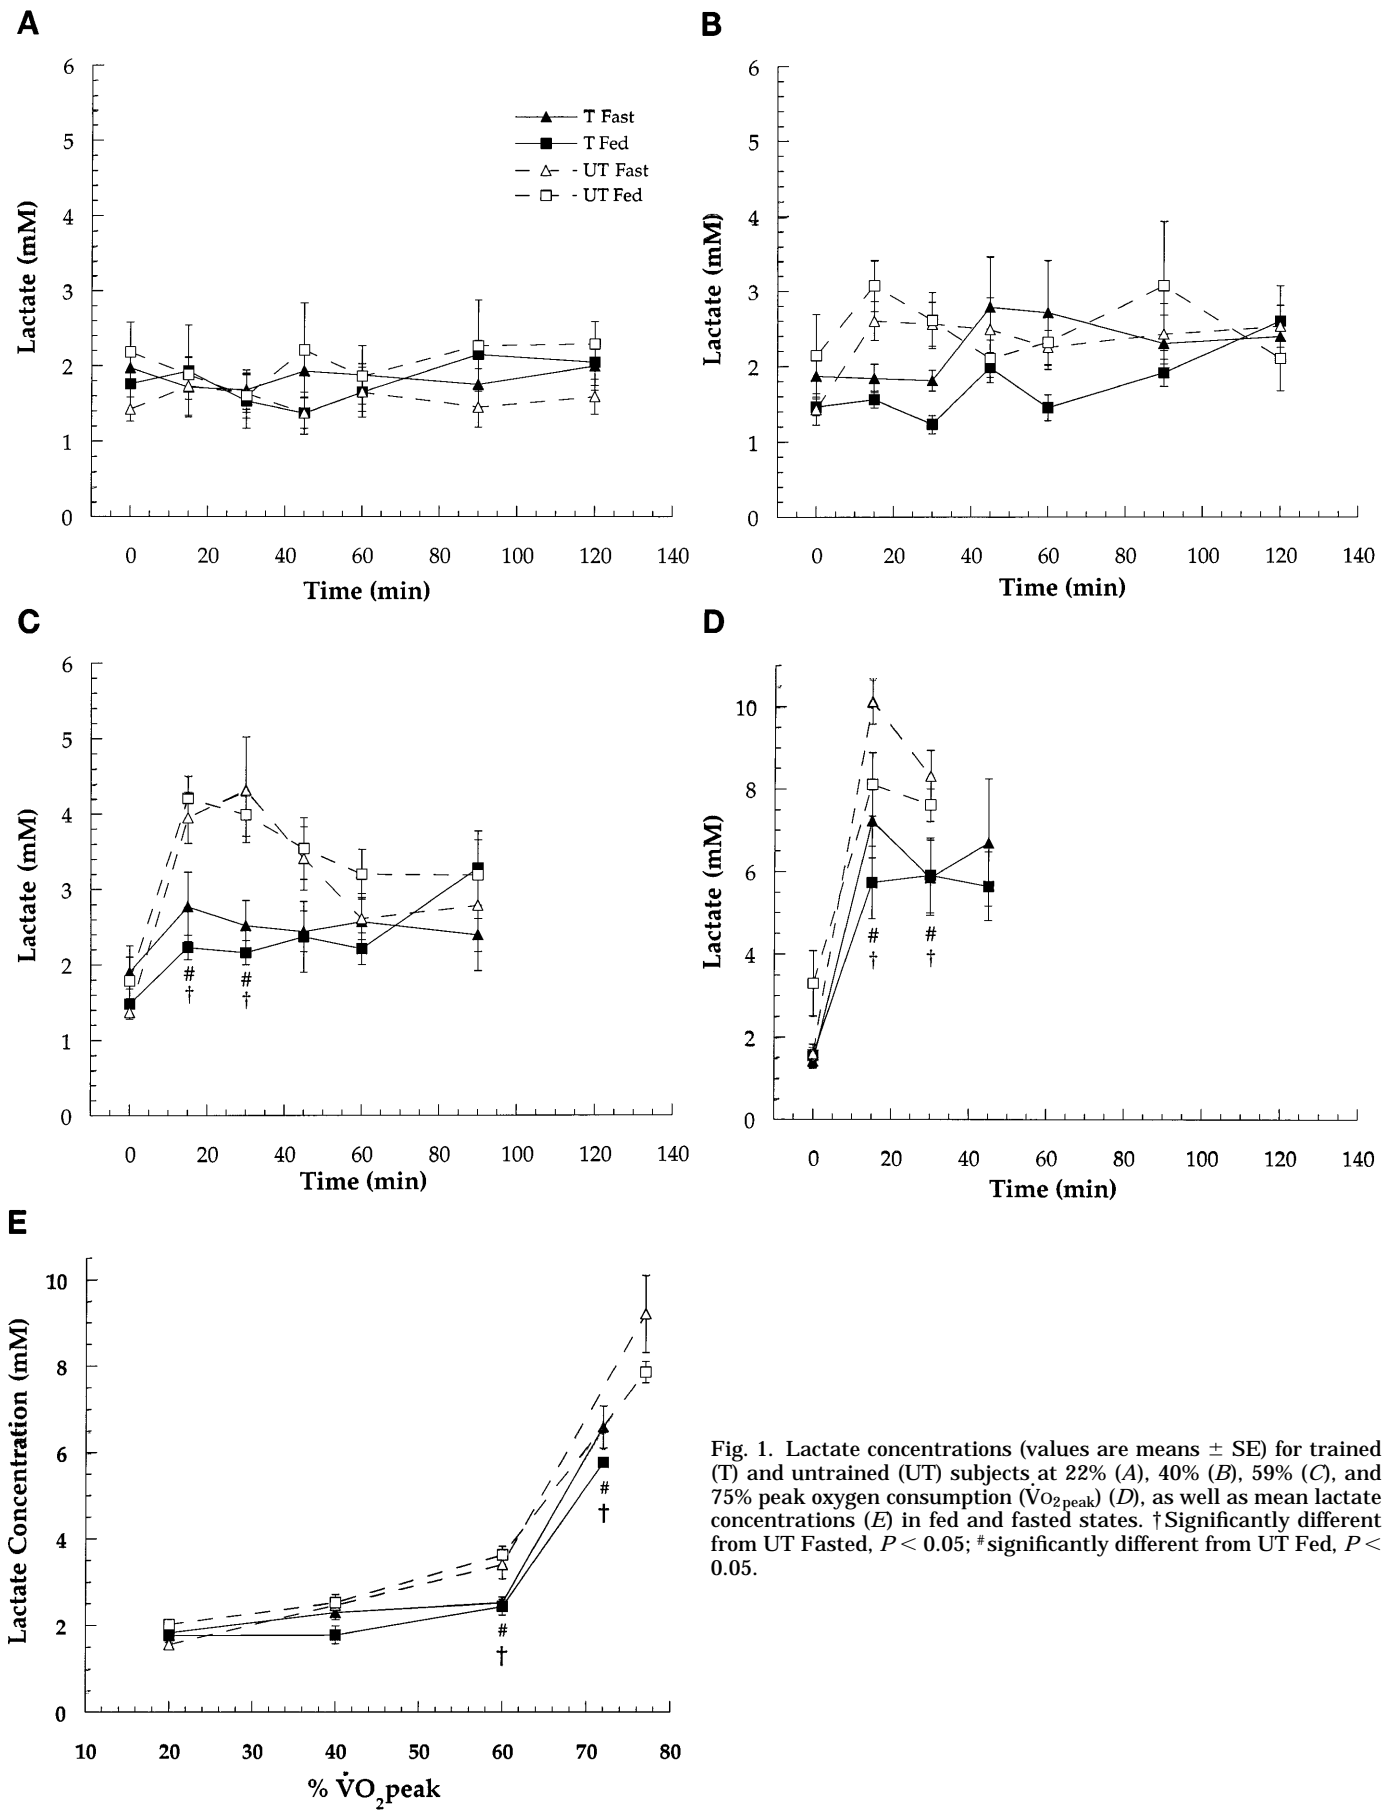 A
6
5
4
3
2
1
0
Lactate (mM)
T Fast
T Fed
UT Fast
UT Fed
0 20 40 60 80 100 120 140
Time (min)
B
6
5
4
3
2
1
0
Lactate (mM)
0 20 40 60 80 100 120 140
Time (min)
C
6
5
4
3
2
1
0
Lactate (mM)
# #
† †
0 20 40 60 80 100 120 140
Time (min)
D
10
8
6
4
2
0
Lactate (mM)
# #
† †
0 20 40 60 80 100 120 140
Time (min)
E
10
8
6
4
2
0
Lactate Concentration (mM)
#
†
#
†
10 20 30 40 50 60 70 80
% V̇O₂peak
Fig. 1. Lactate concentrations (values are means ± SE) for trained
(T) and untrained (UT) subjects at 22% (A), 40% (B), 59% (C), and
75% peak oxygen consumption (V̇O₂peak) (D), as well as mean lactate
concentrations (E) in fed and fasted states. †Significantly different
from UT Fasted, P < 0.05; #significantly different from UT Fed, P <
0.05.